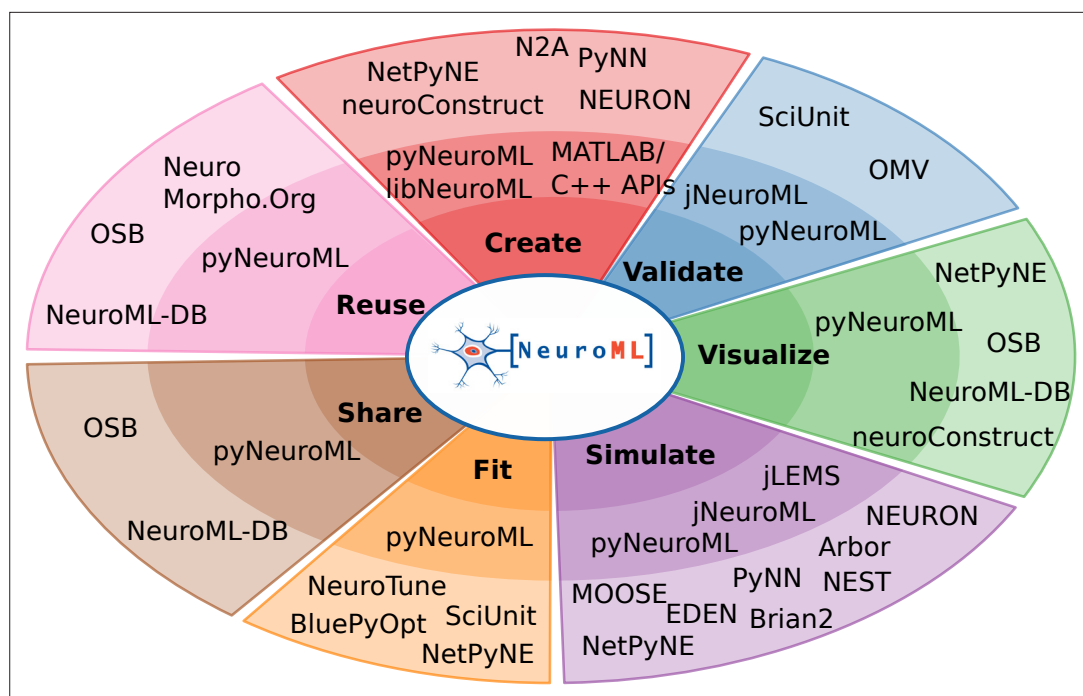 N2A
PyNN
NetPyNE
neuroConstruct
NEURON
pyNeuroML
libNeuroML
MATLAB/
C++ APIs
Create
SciUnit
OMV
jNeuroML
pyNeuroML
Validate
NetPyNE
pyNeuroML
OSB
Visualize
NeuroML-DB
neuroConstruct
Simulate
jLEMS
jNeuroML
pyNeuroML
NEURON
Arbor
PyNN
NEST
MOOSE
EDEN
Brian2
NetPyNE
Fit
pyNeuroML
NeuroTune
BluePyOpt
SciUnit
NetPyNE
Share
OSB
pyNeuroML
NeuroML-DB
Neuro
Morpho.Org
OSB
pyNeuroML
NeuroML-DB
Reuse
[NeuroML]